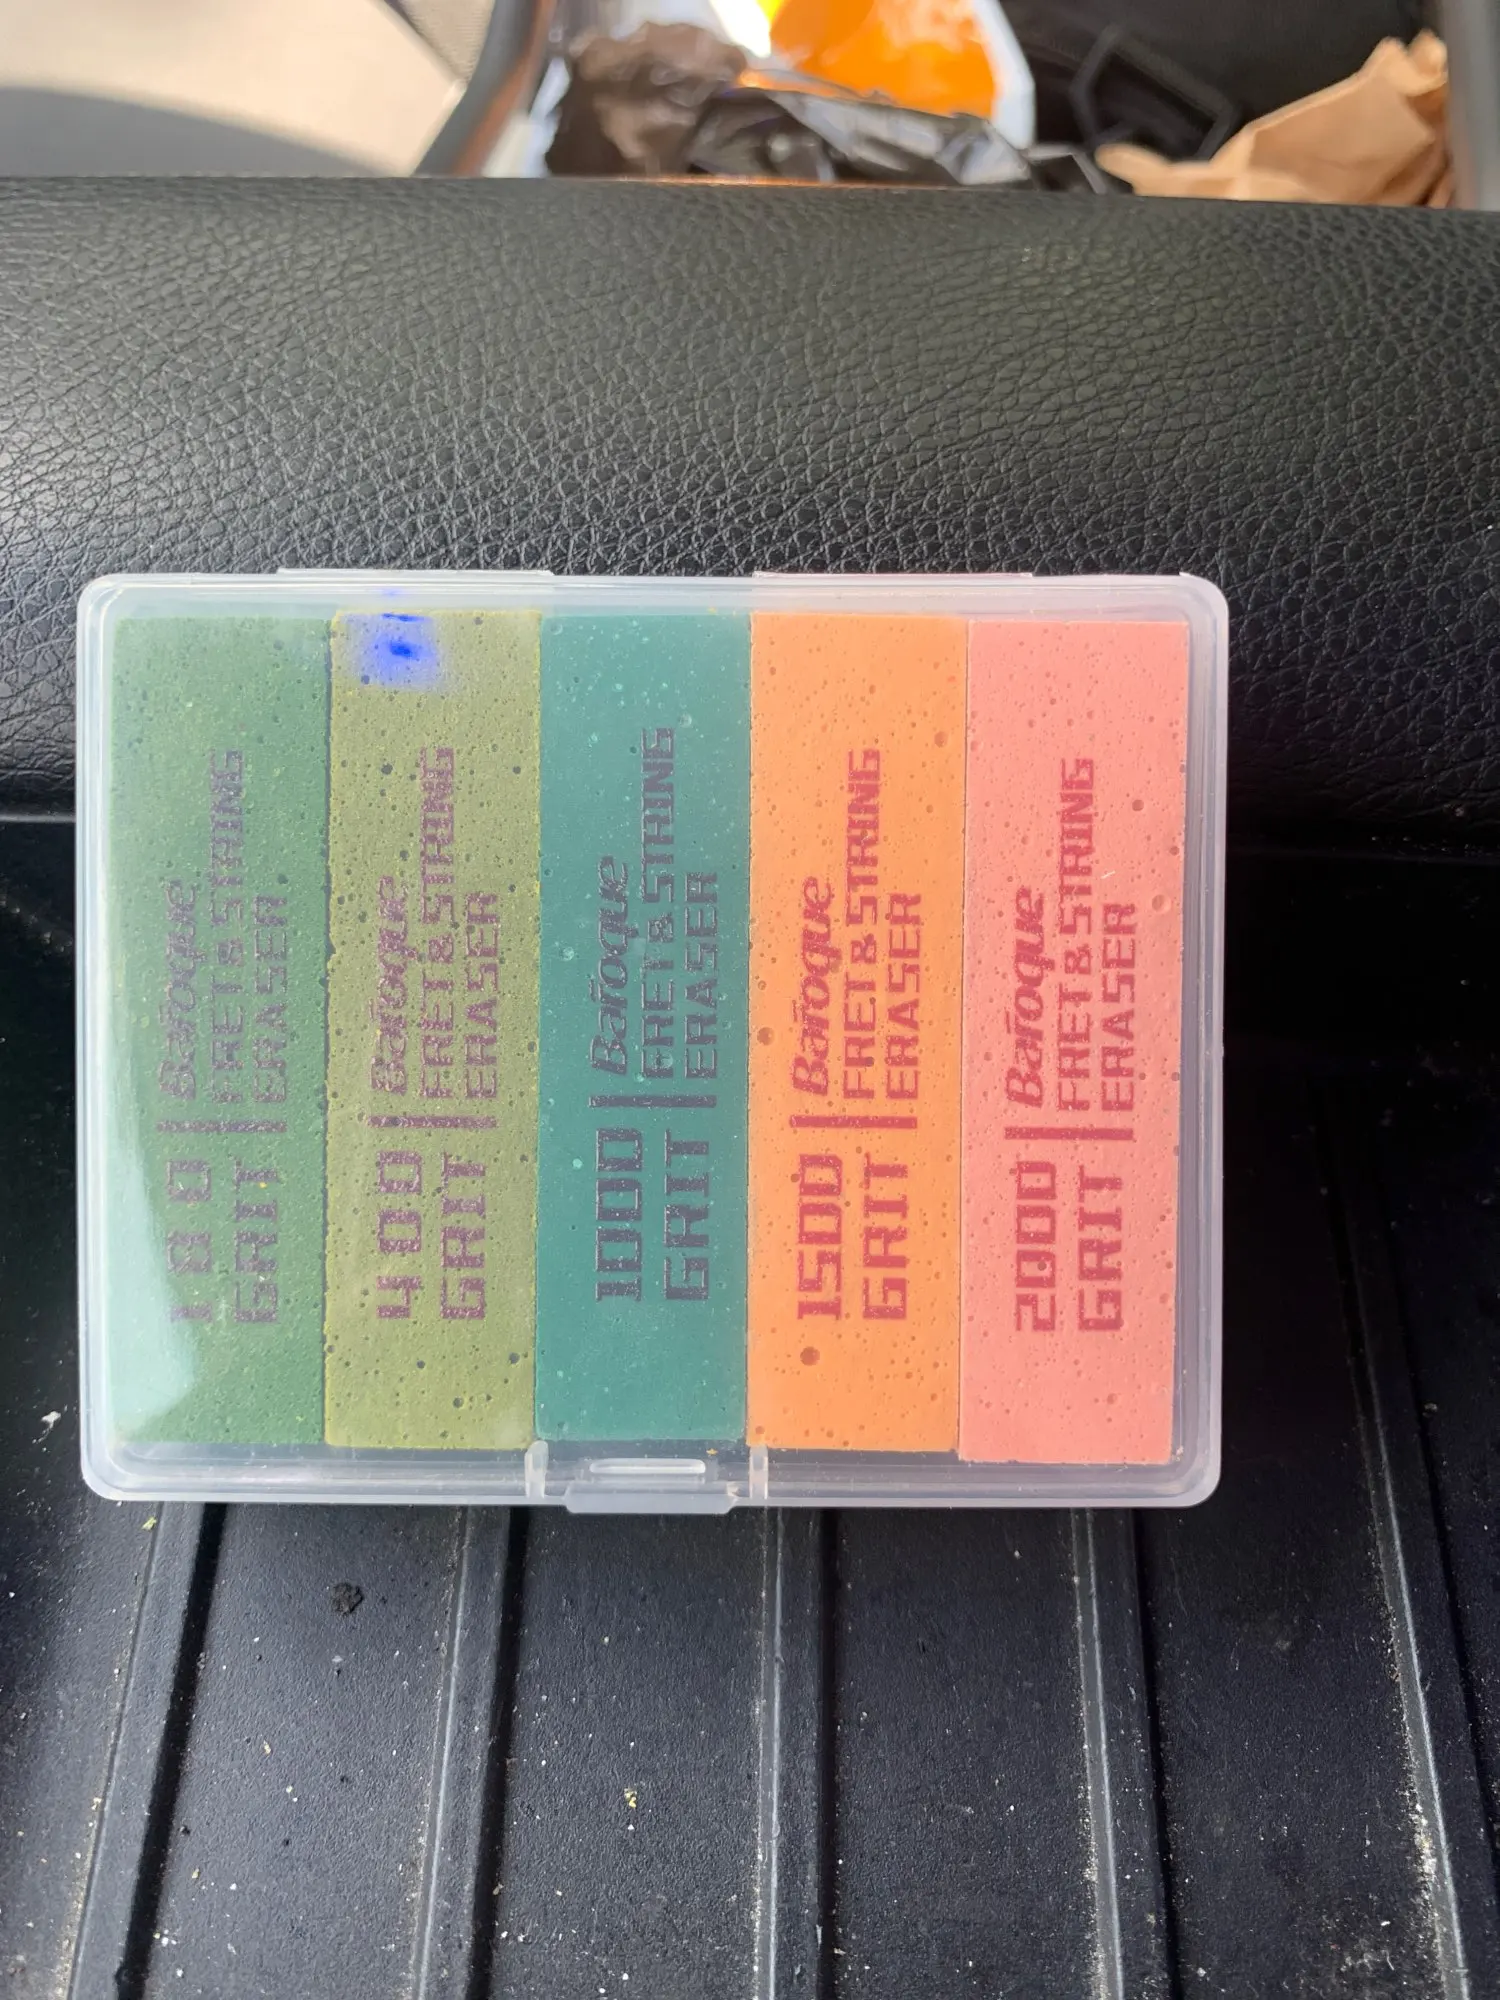 180
GRIT
Baroque
FRET & STRING
ERASER
400
GRIT
Baroque
FRET & STRING
ERASER
1000
GRIT
Baroque
FRET & STRING
ERASER
1500
GRIT
Baroque
FRET & STRING
ERASER
2000
GRIT
Baroque
FRET & STRING
ERASER